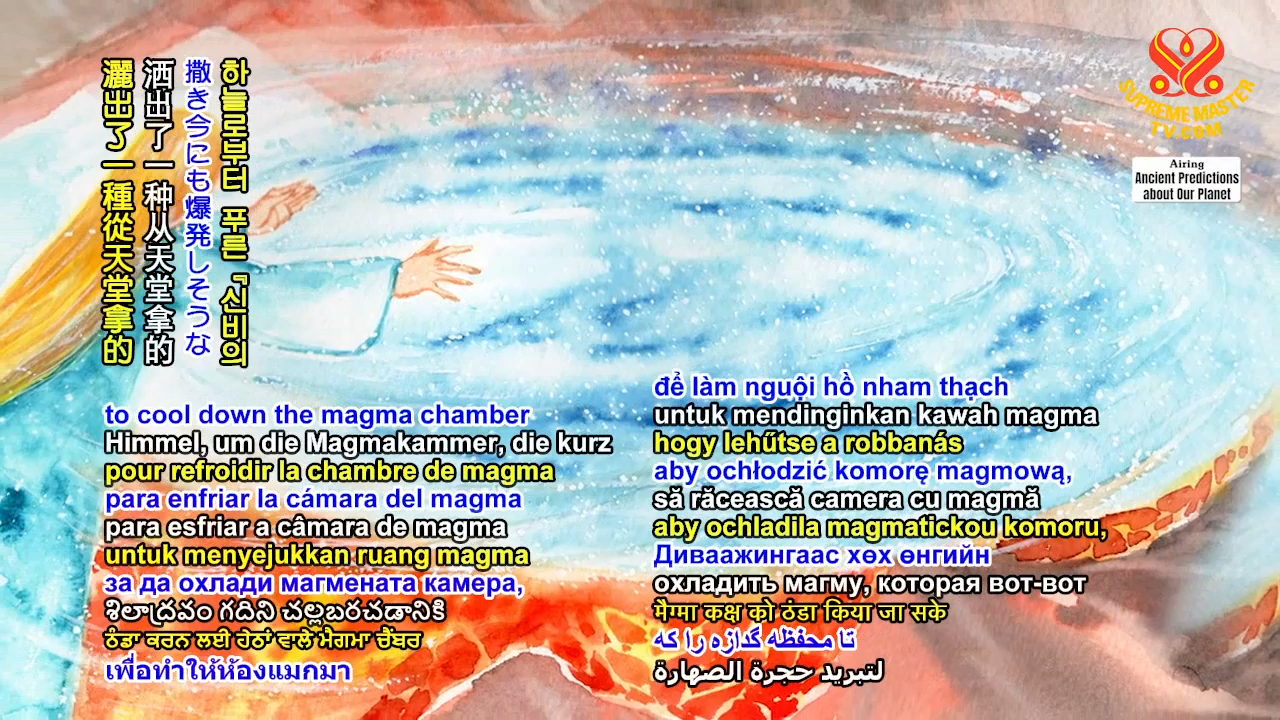 灑出了一種從天堂拿的
洒出了一种从天堂拿的
撒き今にも爆発しそうな
하늘로부터 푸른 『신비의
SUPREME MASTER
TV.COM
Airing
Ancient Predictions
about Our Planet
to cool down the magma chamber
Himmel, um die Magmakammer, die kurz
pour refroidir la chambre de magma
para enfriar la cámara del magma
para esfriar a câmara de magma
untuk menyejukkan ruang magma
за да охлади магмената камера,
శిలాద్రవం గదిని చల్లబరచడానికి
ਠੰਡਾ ਕਰਨ ਲਈ ਹੇਠਾਂ ਵਾਲੇ ਮੇਗਮਾ ਚੈਂਬਰ
เพื่อทำให้ห้องแมกมา
để làm nguội hồ nham thạch
untuk mendinginkan kawah magma
hogy lehűtse a robbanás
aby ochłodzić komorę magmową,
să răcească camera cu magmă
aby ochladila magmatickou komoru,
Диваажингаас хөх өнгийн
охладить магму, которая вот-вот
मैग्मा कक्ष को ठंडा किया जा सके
تا محفظه گدازه را که
لتبريد حجرة الصهارة